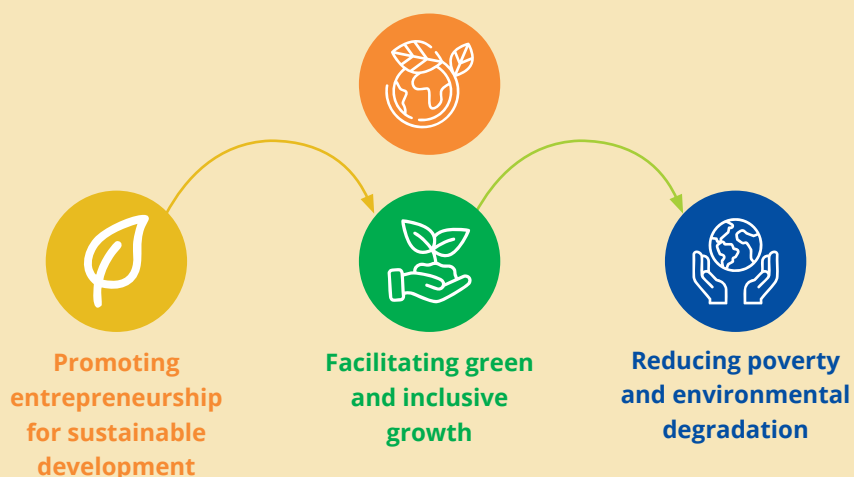 Promoting
entrepreneurship
for sustainable
development
Facilitating green
and inclusive
growth
Reducing poverty
and environmental
degradation